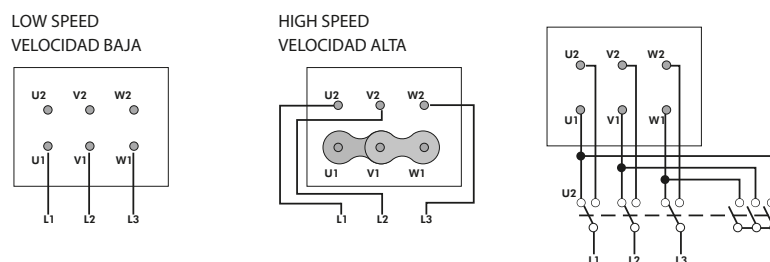 LOW SPEED
VELOCIDAD BAJA
U2 V2 W2
U1 V1 W1
L1 L2 L3
HIGH SPEED
VELOCIDAD ALTA
U2 V2 W2
U1 V1 W1
L1 L2 L3
U2 V2 W2
U1 V1 W1
U2
L1 L2 L3